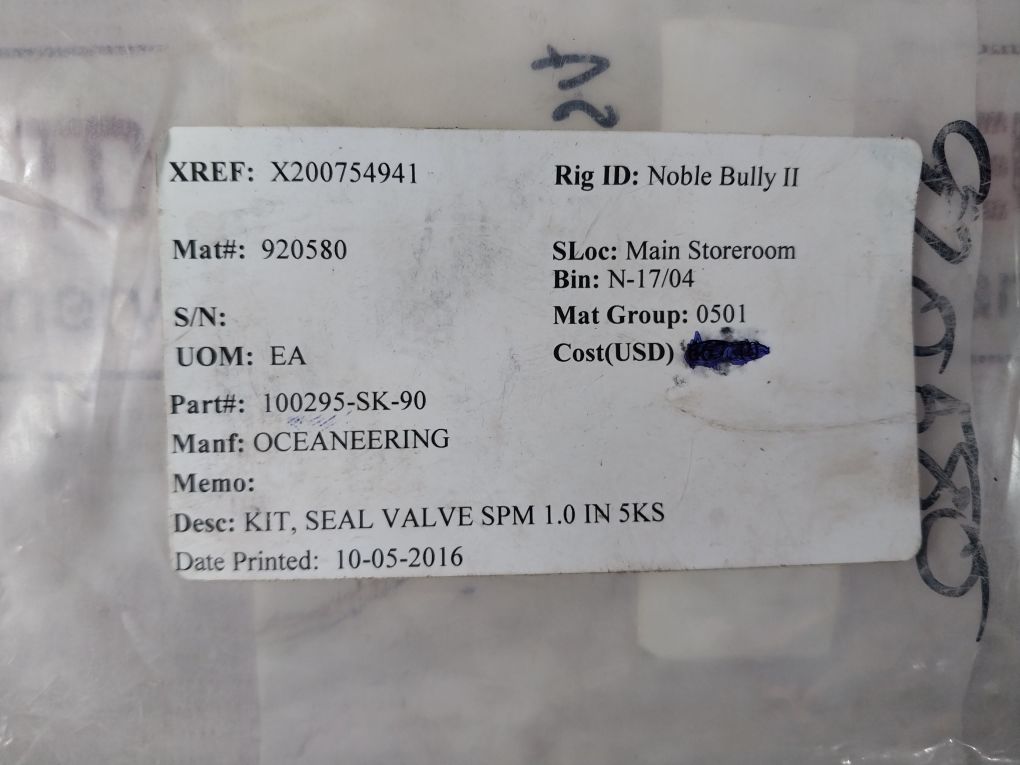 XREF: X200754941
Rig ID: Noble Bully II
Mat#: 920580
SLoc: Main Storeroom
Bin: N-17/04
S/N:
Mat Group: 0501
UOM: EA
Cost(USD)
Part#: 100295-SK-90
Manf: OCEANEERING
Memo:
Desc: KIT, SEAL VALVE SPM 1.0 IN 5KS
Date Printed: 10-05-2016